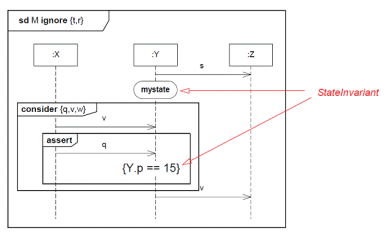 sd M ignore {t,r}
:X
:Y
:Z
s
mystate
StateInvariant
consider {q,v,w}
v
assert
q
{Y.p == 15}
v